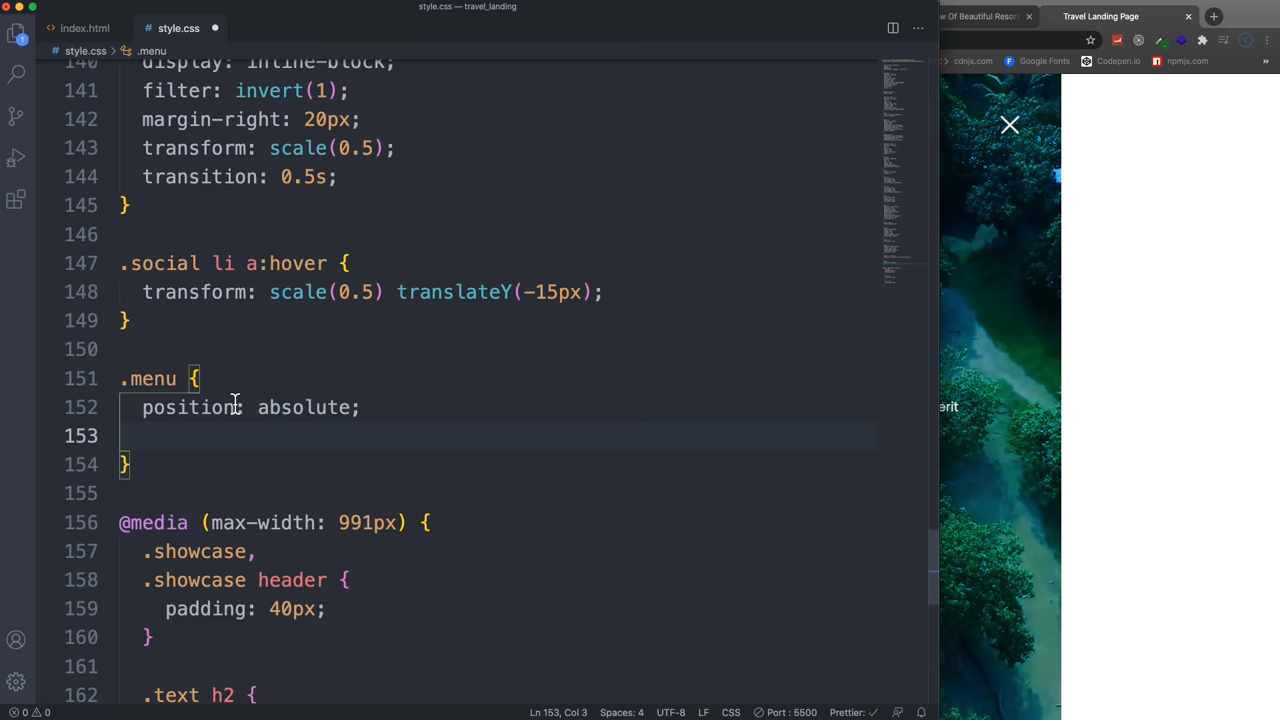 style.css — travel_landing
index.html
style.css
w Of Beautiful Resor
Travel Landing Page
style.css › .menu
cdnjs.com
Google Fonts
Codepen.io
npmjs.com
»
140 display: inline-block;
141 filter: invert(1);
142 margin-right: 20px;
143 transform: scale(0.5);
144 transition: 0.5s;
145 }
146
147 .social li a:hover {
148 transform: scale(0.5) translateY(-15px);
149 }
150
151 .menu {
152 position: absolute;
153
154 }
155
156 @media (max-width: 991px) {
157 .showcase,
158 .showcase header {
159 padding: 40px;
160 }
161
162 .text h2 {
erit
0 0
Ln 153, Col 3
Spaces: 4
UTF-8
LF
CSS
Port : 5500
Prettier: ✓